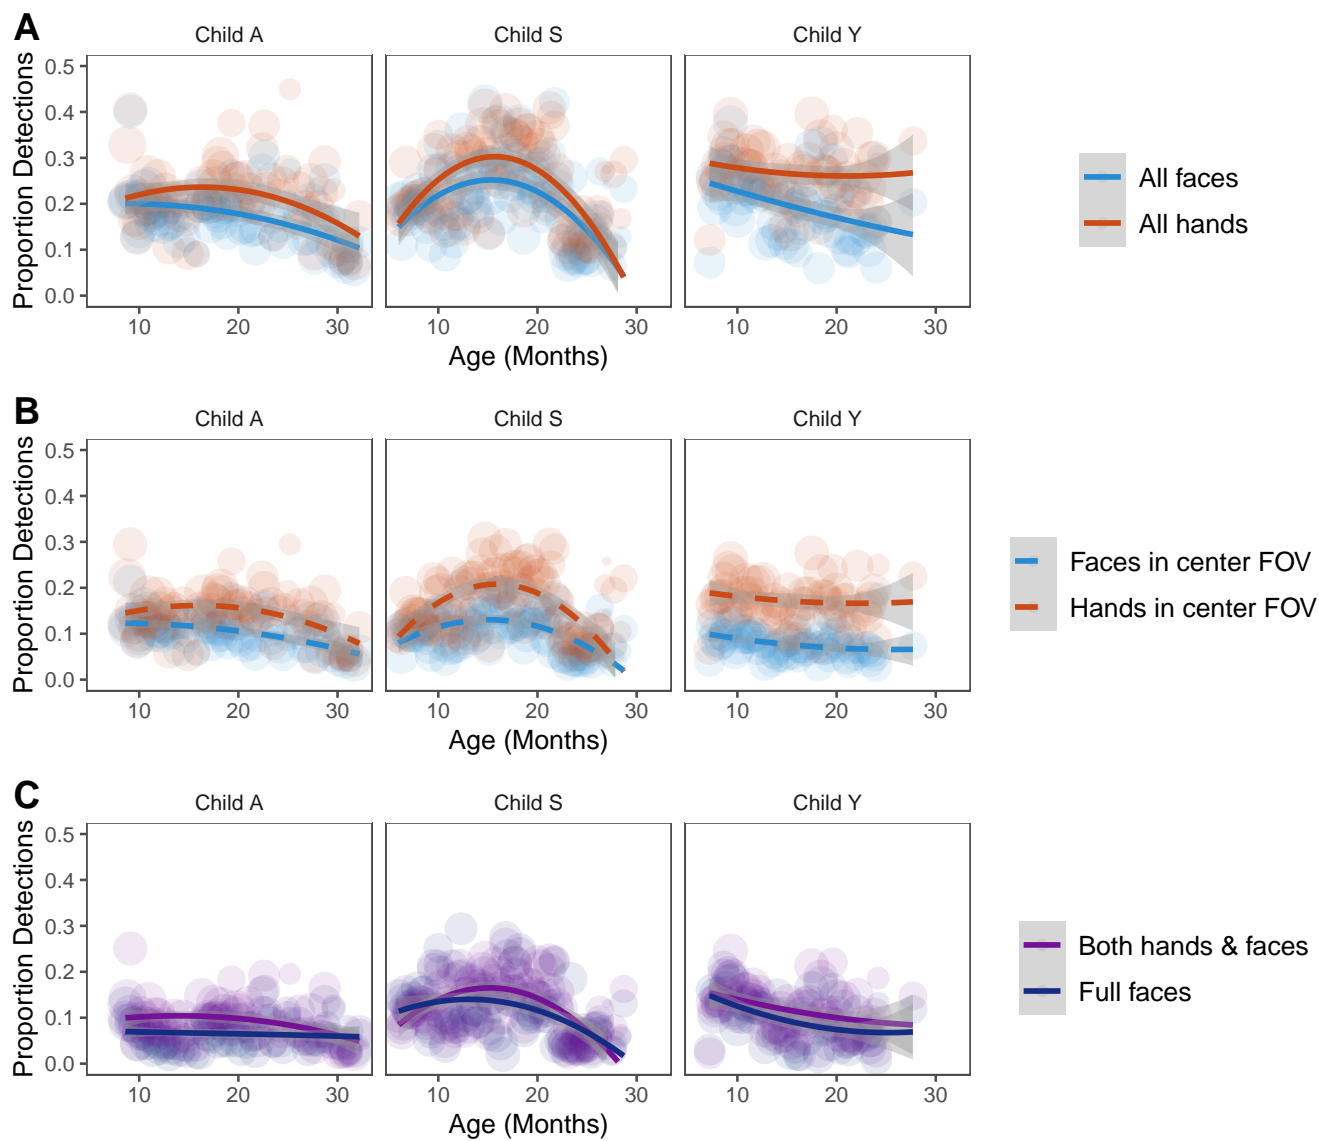 A
Child A
Child S
Child Y
Proportion Detections
0.5
0.4
0.3
0.2
0.1
0.0
10
20
30
10
20
30
10
20
30
Age (Months)
All faces
All hands
B
Child A
Child S
Child Y
Proportion Detections
0.5
0.4
0.3
0.2
0.1
0.0
10
20
30
10
20
30
10
20
30
Age (Months)
Faces in center FOV
Hands in center FOV
C
Child A
Child S
Child Y
Proportion Detections
0.5
0.4
0.3
0.2
0.1
0.0
10
20
30
10
20
30
10
20
30
Age (Months)
Both hands & faces
Full faces